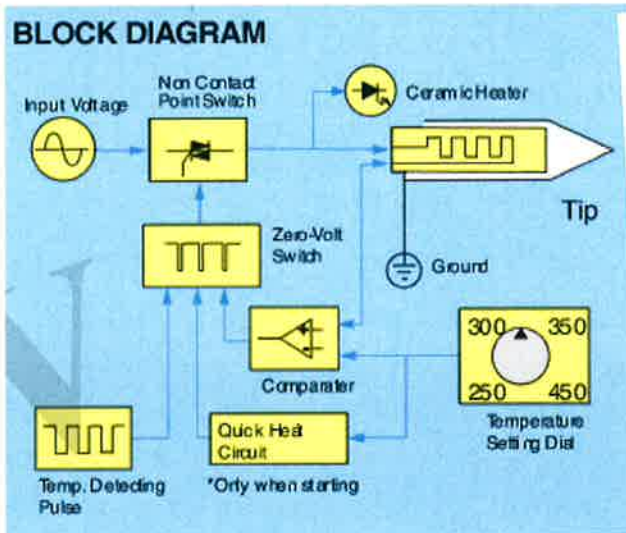 BLOCK DIAGRAM
Non Contact
Point Switch
Input Voltage
Ceramic Heater
Tip
Zero-Volt
Switch
Ground
300 350
250 450
Comparater
Temperature
Setting Dial
Quick Heat
Circuit
*Only when starting
Temp. Detecting
Pulse